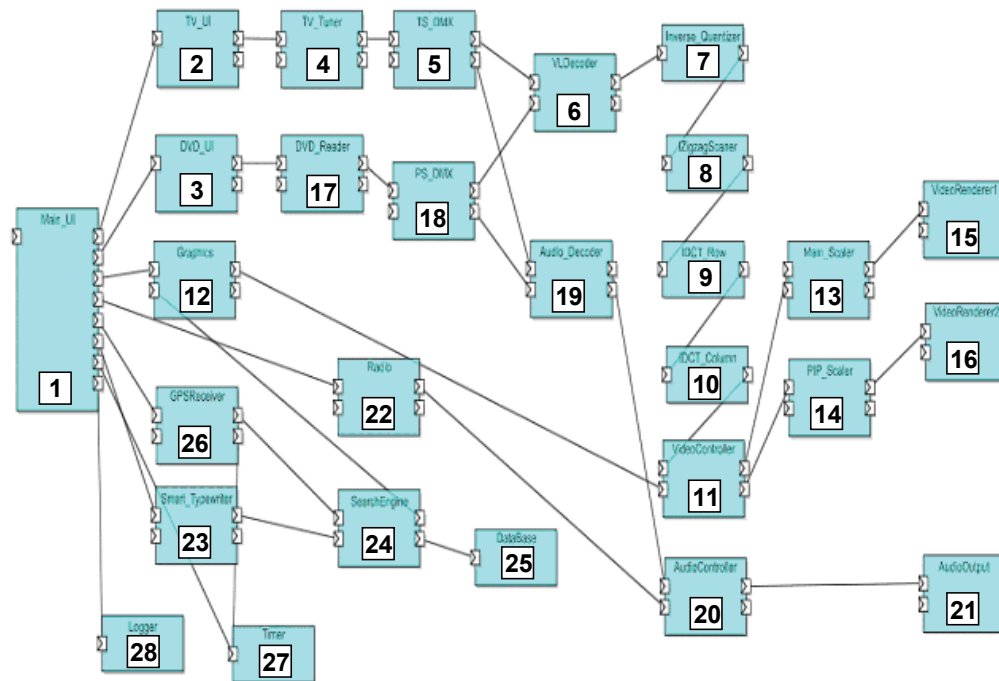 TV_UI
2
TV_Tuner
4
TS_DMX
5
VLDecoder
6
Inverse_Quantizer
7
DVD_UI
3
DVD_Reader
17
PS_DMX
18
IZigzagScaner
8
Main_UI
1
Graphics
12
Audio_Decoder
19
IDCT_Row
9
Main_Scaler
13
VideoRenderer1
15
Radio
22
IDCT_Column
10
PIP_Scaler
14
VideoRenderer2
16
GPSReceiver
26
VideoController
11
Smart_Typewriter
23
SearchEngine
24
DataBase
25
AudioController
20
AudioOutput
21
Logger
28
Timer
27